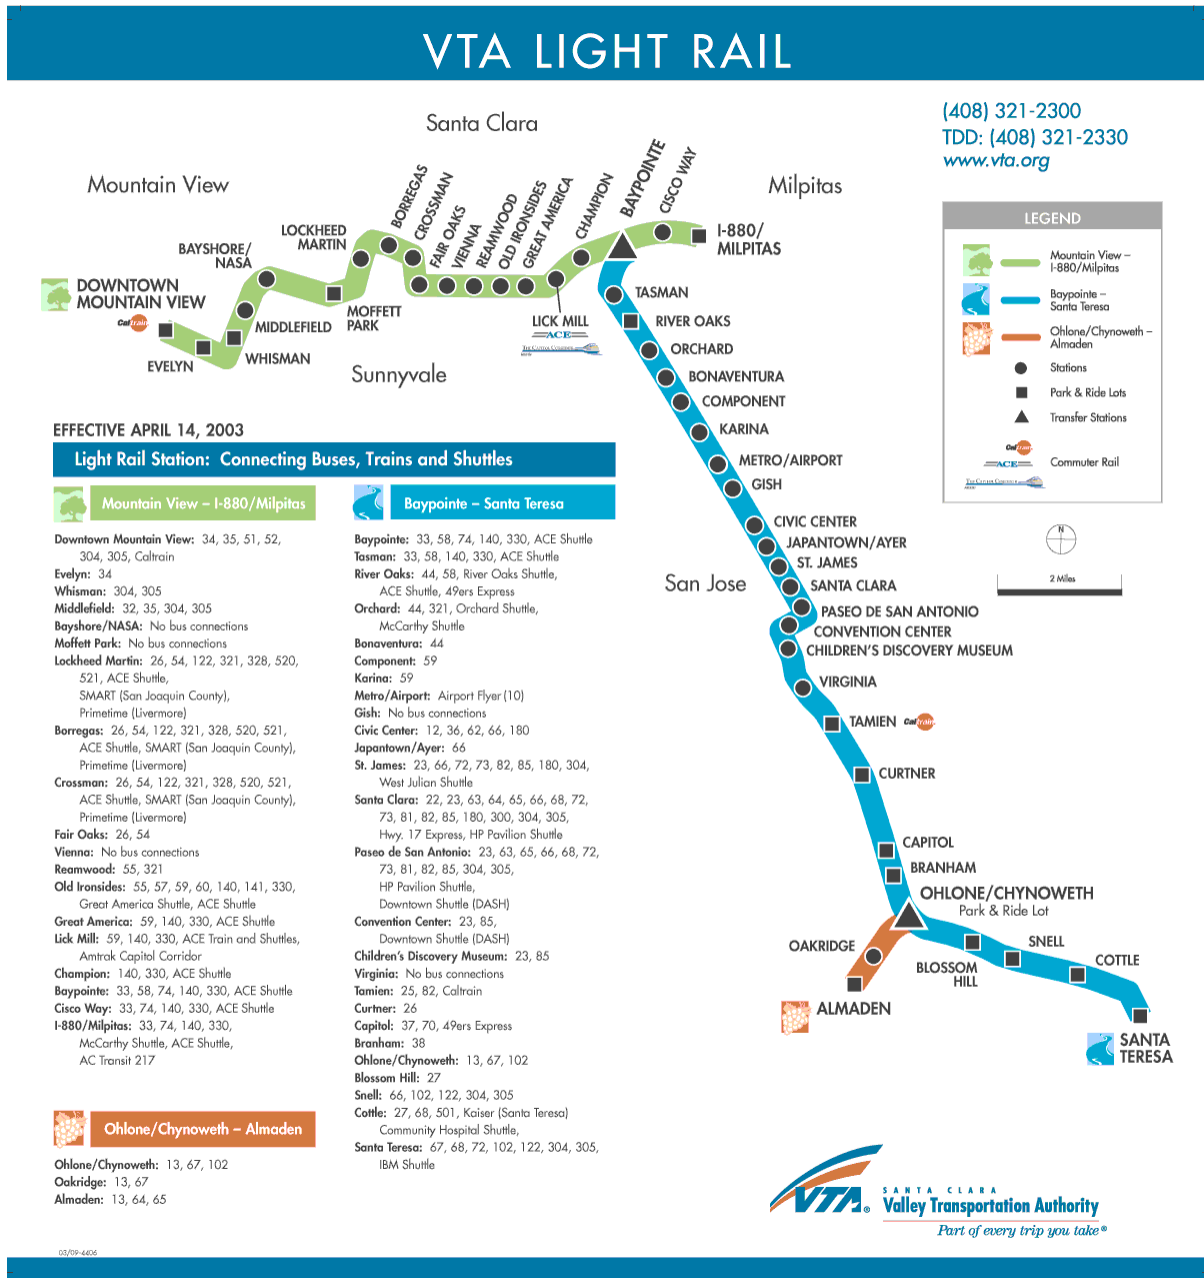 VTA LIGHT RAIL
(408) 321-2300
TDD: (408) 321-2330
www.vta.org
Santa Clara
Mountain View
Milpitas
Sunnyvale
San Jose
DOWNTOWN
MOUNTAIN VIEW
Caltrain
EVELYN
WHISMAN
MIDDLEFIELD
BAYSHORE/
NASA
MOFFETT
PARK
LOCKHEED
MARTIN
BORREGAS
CROSSMAN
FAIR OAKS
VIENNA
REAMWOOD
OLD IRONSIDES
GREAT AMERICA
LICK MILL
ACE
THE CAPITOL CORRIDOR
CHAMPION
BAYPOINTE
CISCO WAY
I-880/
MILPITAS
TASMAN
RIVER OAKS
ORCHARD
BONAVENTURA
COMPONENT
KARINA
METRO/AIRPORT
GISH
CIVIC CENTER
JAPANTOWN/AYER
ST. JAMES
SANTA CLARA
PASEO DE SAN ANTONIO
CONVENTION CENTER
CHILDREN'S DISCOVERY MUSEUM
VIRGINIA
TAMIEN
Caltrain
CURTNER
CAPITOL
BRANHAM
OHLONE/CHYNOWETH
Park & Ride Lot
OAKRIDGE
ALMADEN
BLOSSOM
HILL
SNELL
COTTLE
SANTA
TERESA
LEGEND
Mountain View –
I-880/Milpitas
Baypointe –
Santa Teresa
Ohlone/Chynoweth –
Almaden
Stations
Park & Ride Lots
Transfer Stations
Caltrain
ACE
THE CAPITOL CORRIDOR
Commuter Rail
N
2 Miles
EFFECTIVE APRIL 14, 2003
Light Rail Station: Connecting Buses, Trains and Shuttles
Mountain View – I-880/Milpitas
Downtown Mountain View: 34, 35, 51, 52,
304, 305, Caltrain
Evelyn: 34
Whisman: 304, 305
Middlefield: 32, 35, 304, 305
Bayshore/NASA: No bus connections
Moffett Park: No bus connections
Lockheed Martin: 26, 54, 122, 321, 328, 520,
521, ACE Shuttle,
SMART (San Joaquin County),
Primetime (Livermore)
Borregas: 26, 54, 122, 321, 328, 520, 521,
ACE Shuttle, SMART (San Joaquin County),
Primetime (Livermore)
Crossman: 26, 54, 122, 321, 328, 520, 521,
ACE Shuttle, SMART (San Joaquin County),
Primetime (Livermore)
Fair Oaks: 26, 54
Vienna: No bus connections
Reamwood: 55, 321
Old Ironsides: 55, 57, 59, 60, 140, 141, 330,
Great America Shuttle, ACE Shuttle
Great America: 59, 140, 330, ACE Shuttle
Lick Mill: 59, 140, 330, ACE Train and Shuttles,
Amtrak Capitol Corridor
Champion: 140, 330, ACE Shuttle
Baypointe: 33, 58, 74, 140, 330, ACE Shuttle
Cisco Way: 33, 74, 140, 330, ACE Shuttle
I-880/Milpitas: 33, 74, 140, 330,
McCarthy Shuttle, ACE Shuttle,
AC Transit 217
Ohlone/Chynoweth – Almaden
Ohlone/Chynoweth: 13, 67, 102
Oakridge: 13, 67
Almaden: 13, 64, 65
Baypointe – Santa Teresa
Baypointe: 33, 58, 74, 140, 330, ACE Shuttle
Tasman: 33, 58, 140, 330, ACE Shuttle
River Oaks: 44, 58, River Oaks Shuttle,
ACE Shuttle, 49ers Express
Orchard: 44, 321, Orchard Shuttle,
McCarthy Shuttle
Bonaventura: 44
Component: 59
Karina: 59
Metro/Airport: Airport Flyer (10)
Gish: No bus connections
Civic Center: 12, 36, 62, 66, 180
Japantown/Ayer: 66
St. James: 23, 66, 72, 73, 82, 85, 180, 304,
West Julian Shuttle
Santa Clara: 22, 23, 63, 64, 65, 66, 68, 72,
73, 81, 82, 85, 180, 300, 304, 305,
Hwy. 17 Express, HP Pavilion Shuttle
Paseo de San Antonio: 23, 63, 65, 66, 68, 72,
73, 81, 82, 85, 304, 305,
HP Pavilion Shuttle,
Downtown Shuttle (DASH)
Convention Center: 23, 85,
Downtown Shuttle (DASH)
Children's Discovery Museum: 23, 85
Virginia: No bus connections
Tamien: 25, 82, Caltrain
Curtner: 26
Capitol: 37, 70, 49ers Express
Branham: 38
Ohlone/Chynoweth: 13, 67, 102
Blossom Hill: 27
Snell: 66, 102, 122, 304, 305
Cottle: 27, 68, 501, Kaiser (Santa Teresa)
Community Hospital Shuttle,
Santa Teresa: 67, 68, 72, 102, 122, 304, 305,
IBM Shuttle
VTA®
SANTA CLARA
Valley Transportation Authority
Part of every trip you take®
03/09-4406